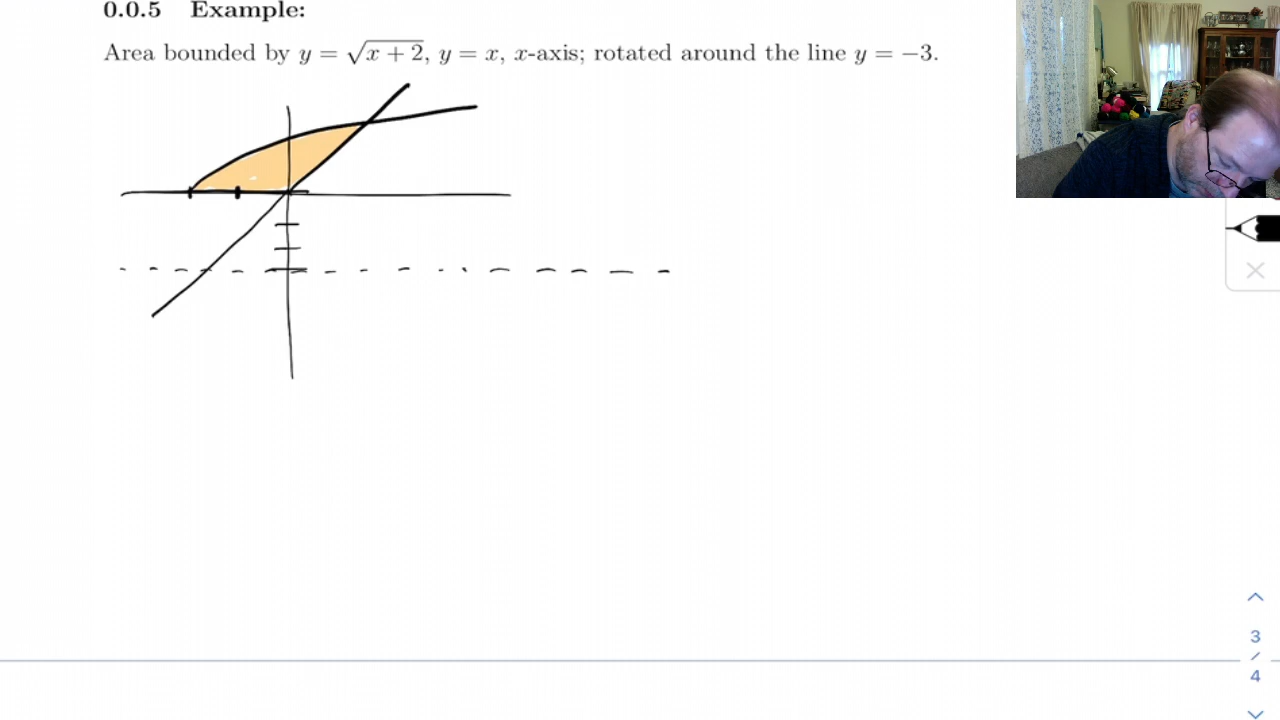 0.0.5 Example:
Area bounded by y = √x + 2, y = x, x-axis; rotated around the line y = −3.
3
/
4